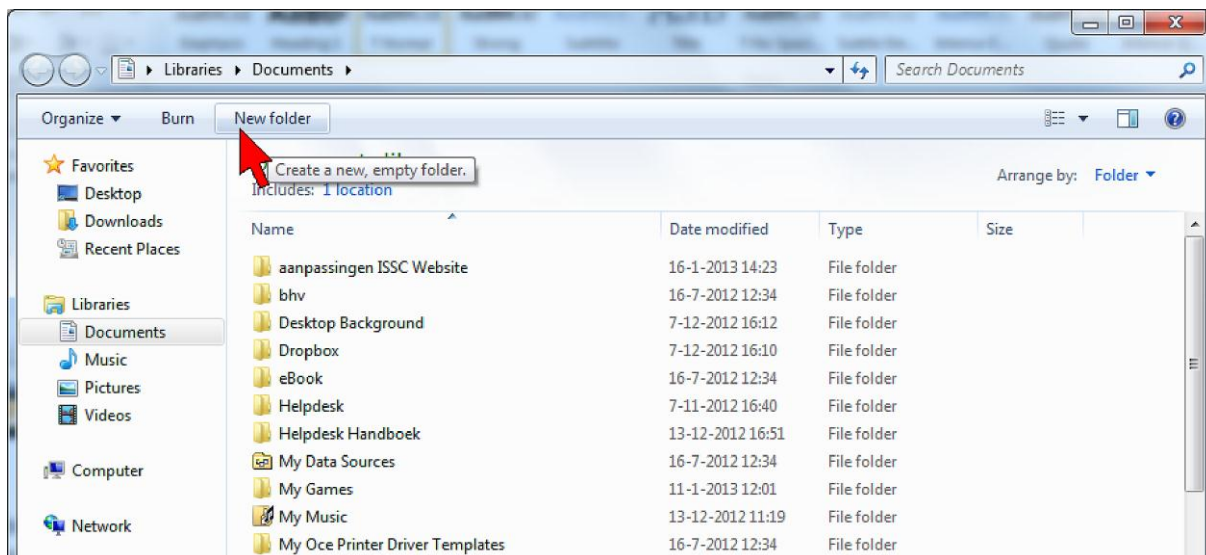 Libraries Documents Search Documents
Organize Burn New folder
Favorites
Create a new, empty folder.
Includes: 1 location
Arrange by: Folder
Desktop
Downloads
Recent Places
Libraries
Documents
Music
Pictures
Videos
Computer
Network
Name Date modified Type Size
aanpassingen ISSC Website 16-1-2013 14:23 File folder
bhv 16-7-2012 12:34 File folder
Desktop Background 7-12-2012 16:12 File folder
Dropbox 7-12-2012 16:10 File folder
eBook 16-7-2012 12:34 File folder
Helpdesk 7-11-2012 16:40 File folder
Helpdesk Handboek 13-12-2012 16:51 File folder
My Data Sources 16-7-2012 12:34 File folder
My Games 11-1-2013 12:01 File folder
My Music 13-12-2012 11:19 File folder
My Oce Printer Driver Templates 16-7-2012 12:34 File folder